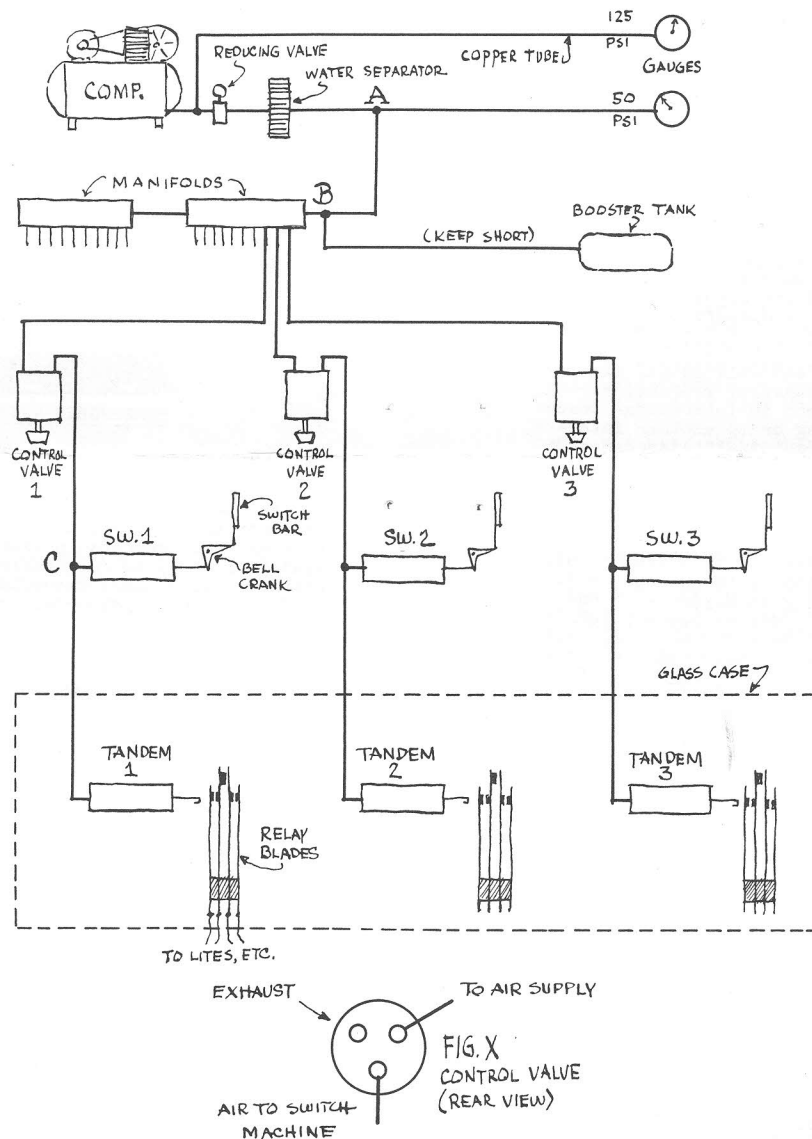 125
PSI
GAUGES
COPPER TUBE
REDUCING VALVE
WATER SEPARATOR
COMP.
A
50
PSI
MANIFOLDS
B
(KEEP SHORT)
BOOSTER TANK
CONTROL
VALVE
1
CONTROL
VALVE
2
CONTROL
VALVE
3
SWITCH
BAR
SW.1
BELL
CRANK
C
SW.2
SW.3
GLASS CASE
TANDEM
1
TANDEM
2
TANDEM
3
RELAY
BLADES
TO LITES, ETC.
EXHAUST
TO AIR SUPPLY
FIG. X
CONTROL VALVE
(REAR VIEW)
AIR TO SWITCH
MACHINE